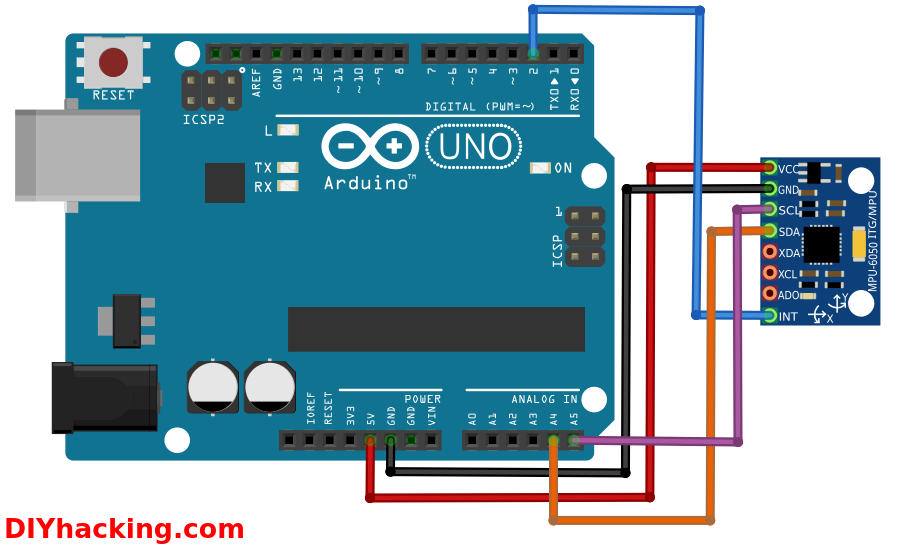 RESET
ICSP2
AREF
GND
13
12
~11
~10
~9
8
7
~6
~5
4
~3
2
TX0▶1
RX0◀0
DIGITAL (PWM=~)
L
TX
RX
Arduino™
UNO
ON
1
ICSP
IOREF
RESET
3V3
5V
GND
GND
VIN
POWER
A0
A1
A2
A3
A4
A5
ANALOG IN
VCC
GND
SCL
SDA
XDA
XCL
ADO
INT
MPU-6050 ITG/MPU
Y
X
DIYhacking.com